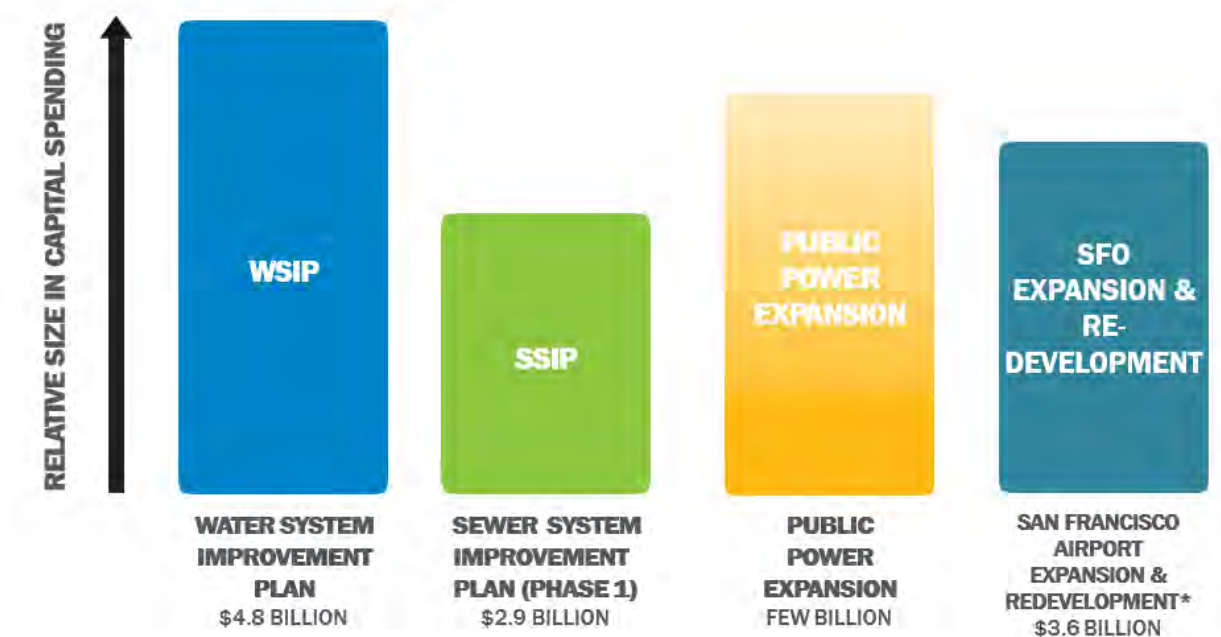 RELATIVE SIZE IN CAPITAL SPENDING
WSIP
SSIP
PUBLIC
POWER
EXPANSION
SFO
EXPANSION &
RE-
DEVELOPMENT
WATER SYSTEM
IMPROVEMENT
PLAN
$4.8 BILLION
SEWER SYSTEM
IMPROVEMENT
PLAN (PHASE 1)
$2.9 BILLION
PUBLIC
POWER
EXPANSION
FEW BILLION
SAN FRANCISCO
AIRPORT
EXPANSION &
REDEVELOPMENT*
$3.6 BILLION